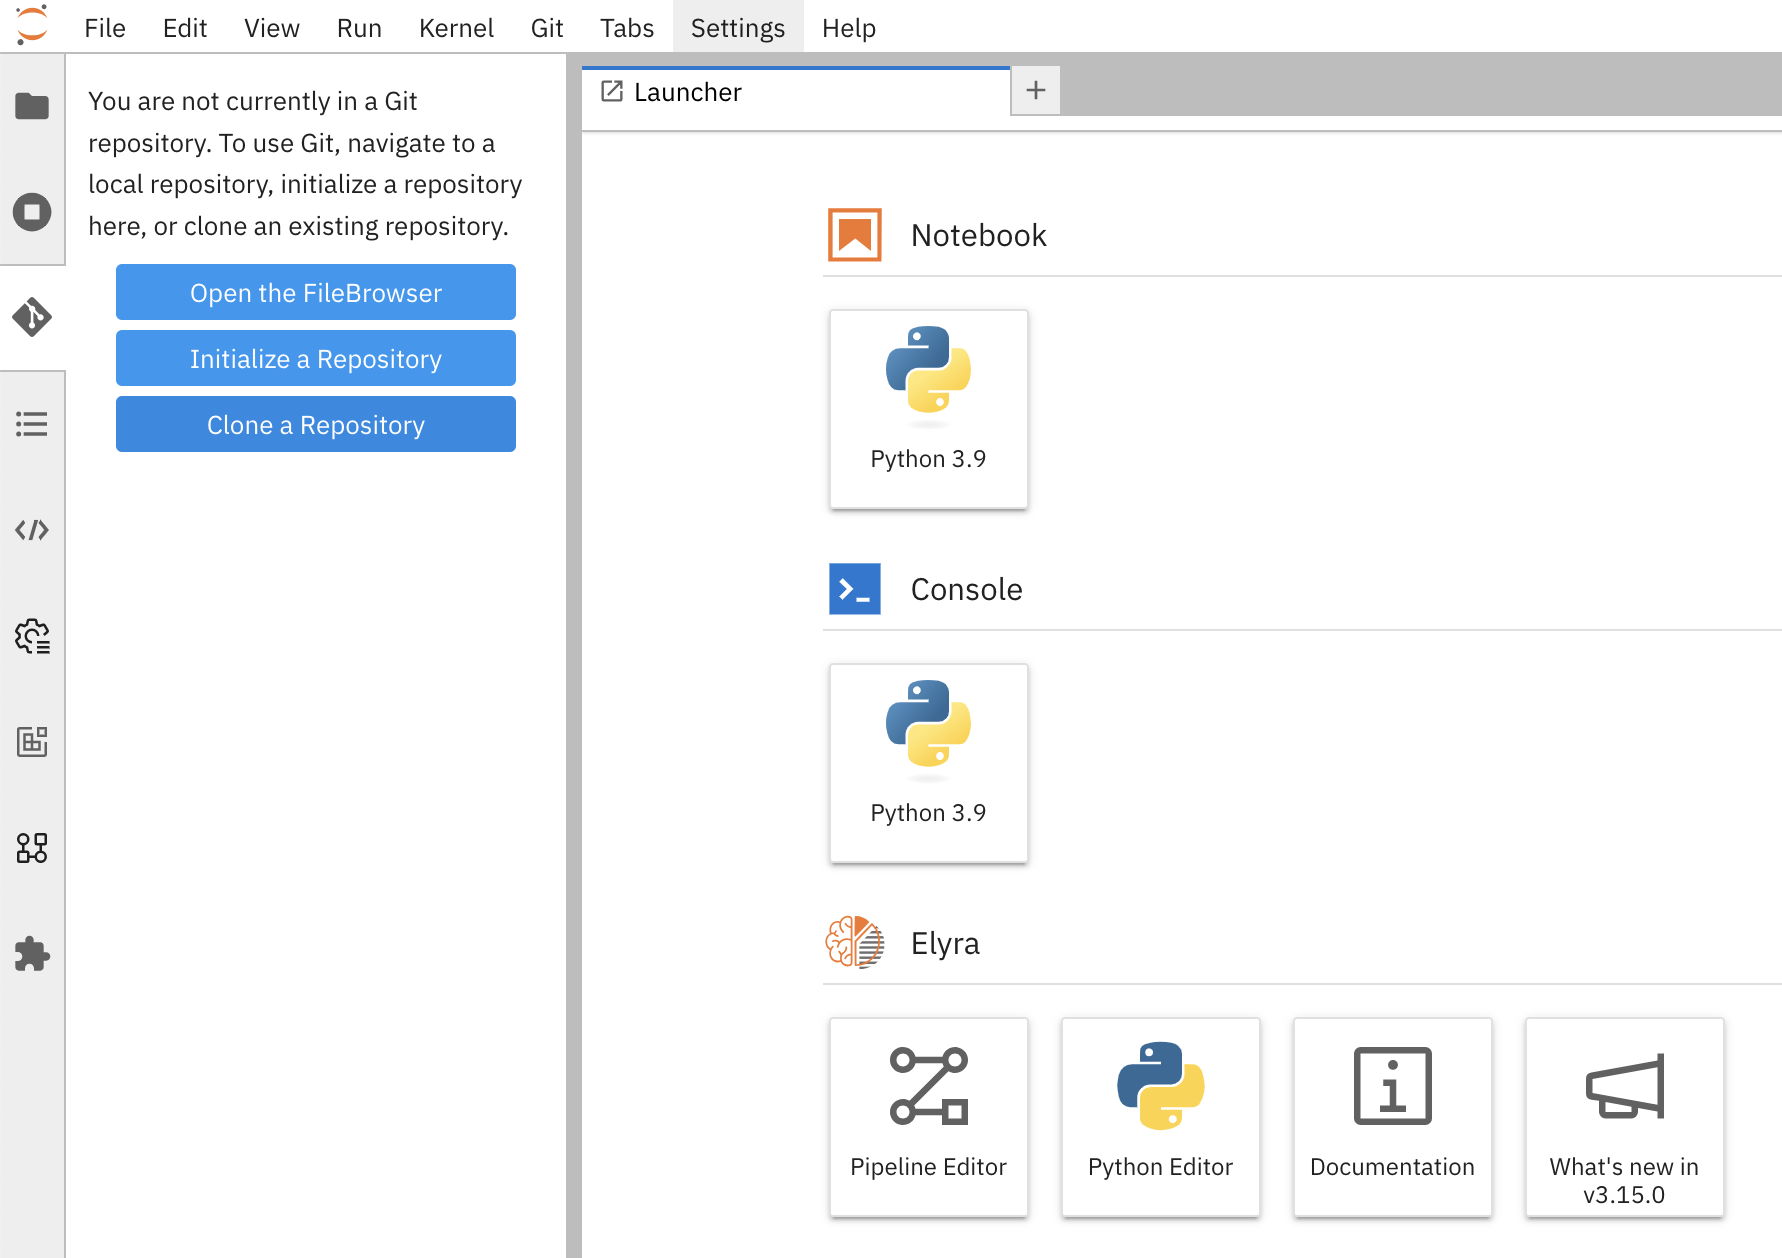 File Edit View Run Kernel Git Tabs Settings Help
You are not currently in a Git
repository. To use Git, navigate to a
local repository, initialize a repository
here, or clone an existing repository.
Open the FileBrowser
Initialize a Repository
Clone a Repository
Launcher
Notebook
Python 3.9
Console
Python 3.9
Elyra
Pipeline Editor
Python Editor
Documentation
What's new in
v3.15.0